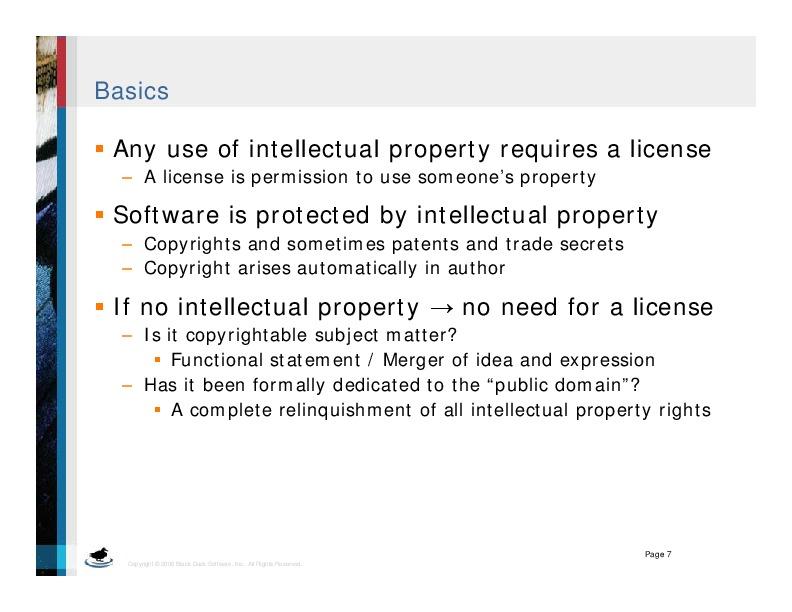 Basics
▪ Any use of intellectual property requires a license
– A license is permission to use someone's property
▪ Software is protected by intellectual property
– Copyrights and sometimes patents and trade secrets
– Copyright arises automatically in author
▪ If no intellectual property → no need for a license
– Is it copyrightable subject matter?
▪ Functional statement / Merger of idea and expression
– Has it been formally dedicated to the “public domain”?
▪ A complete relinquishment of all intellectual property rights
Page 7
Copyright © 2006 Black Duck Software, Inc. All Rights Reserved.